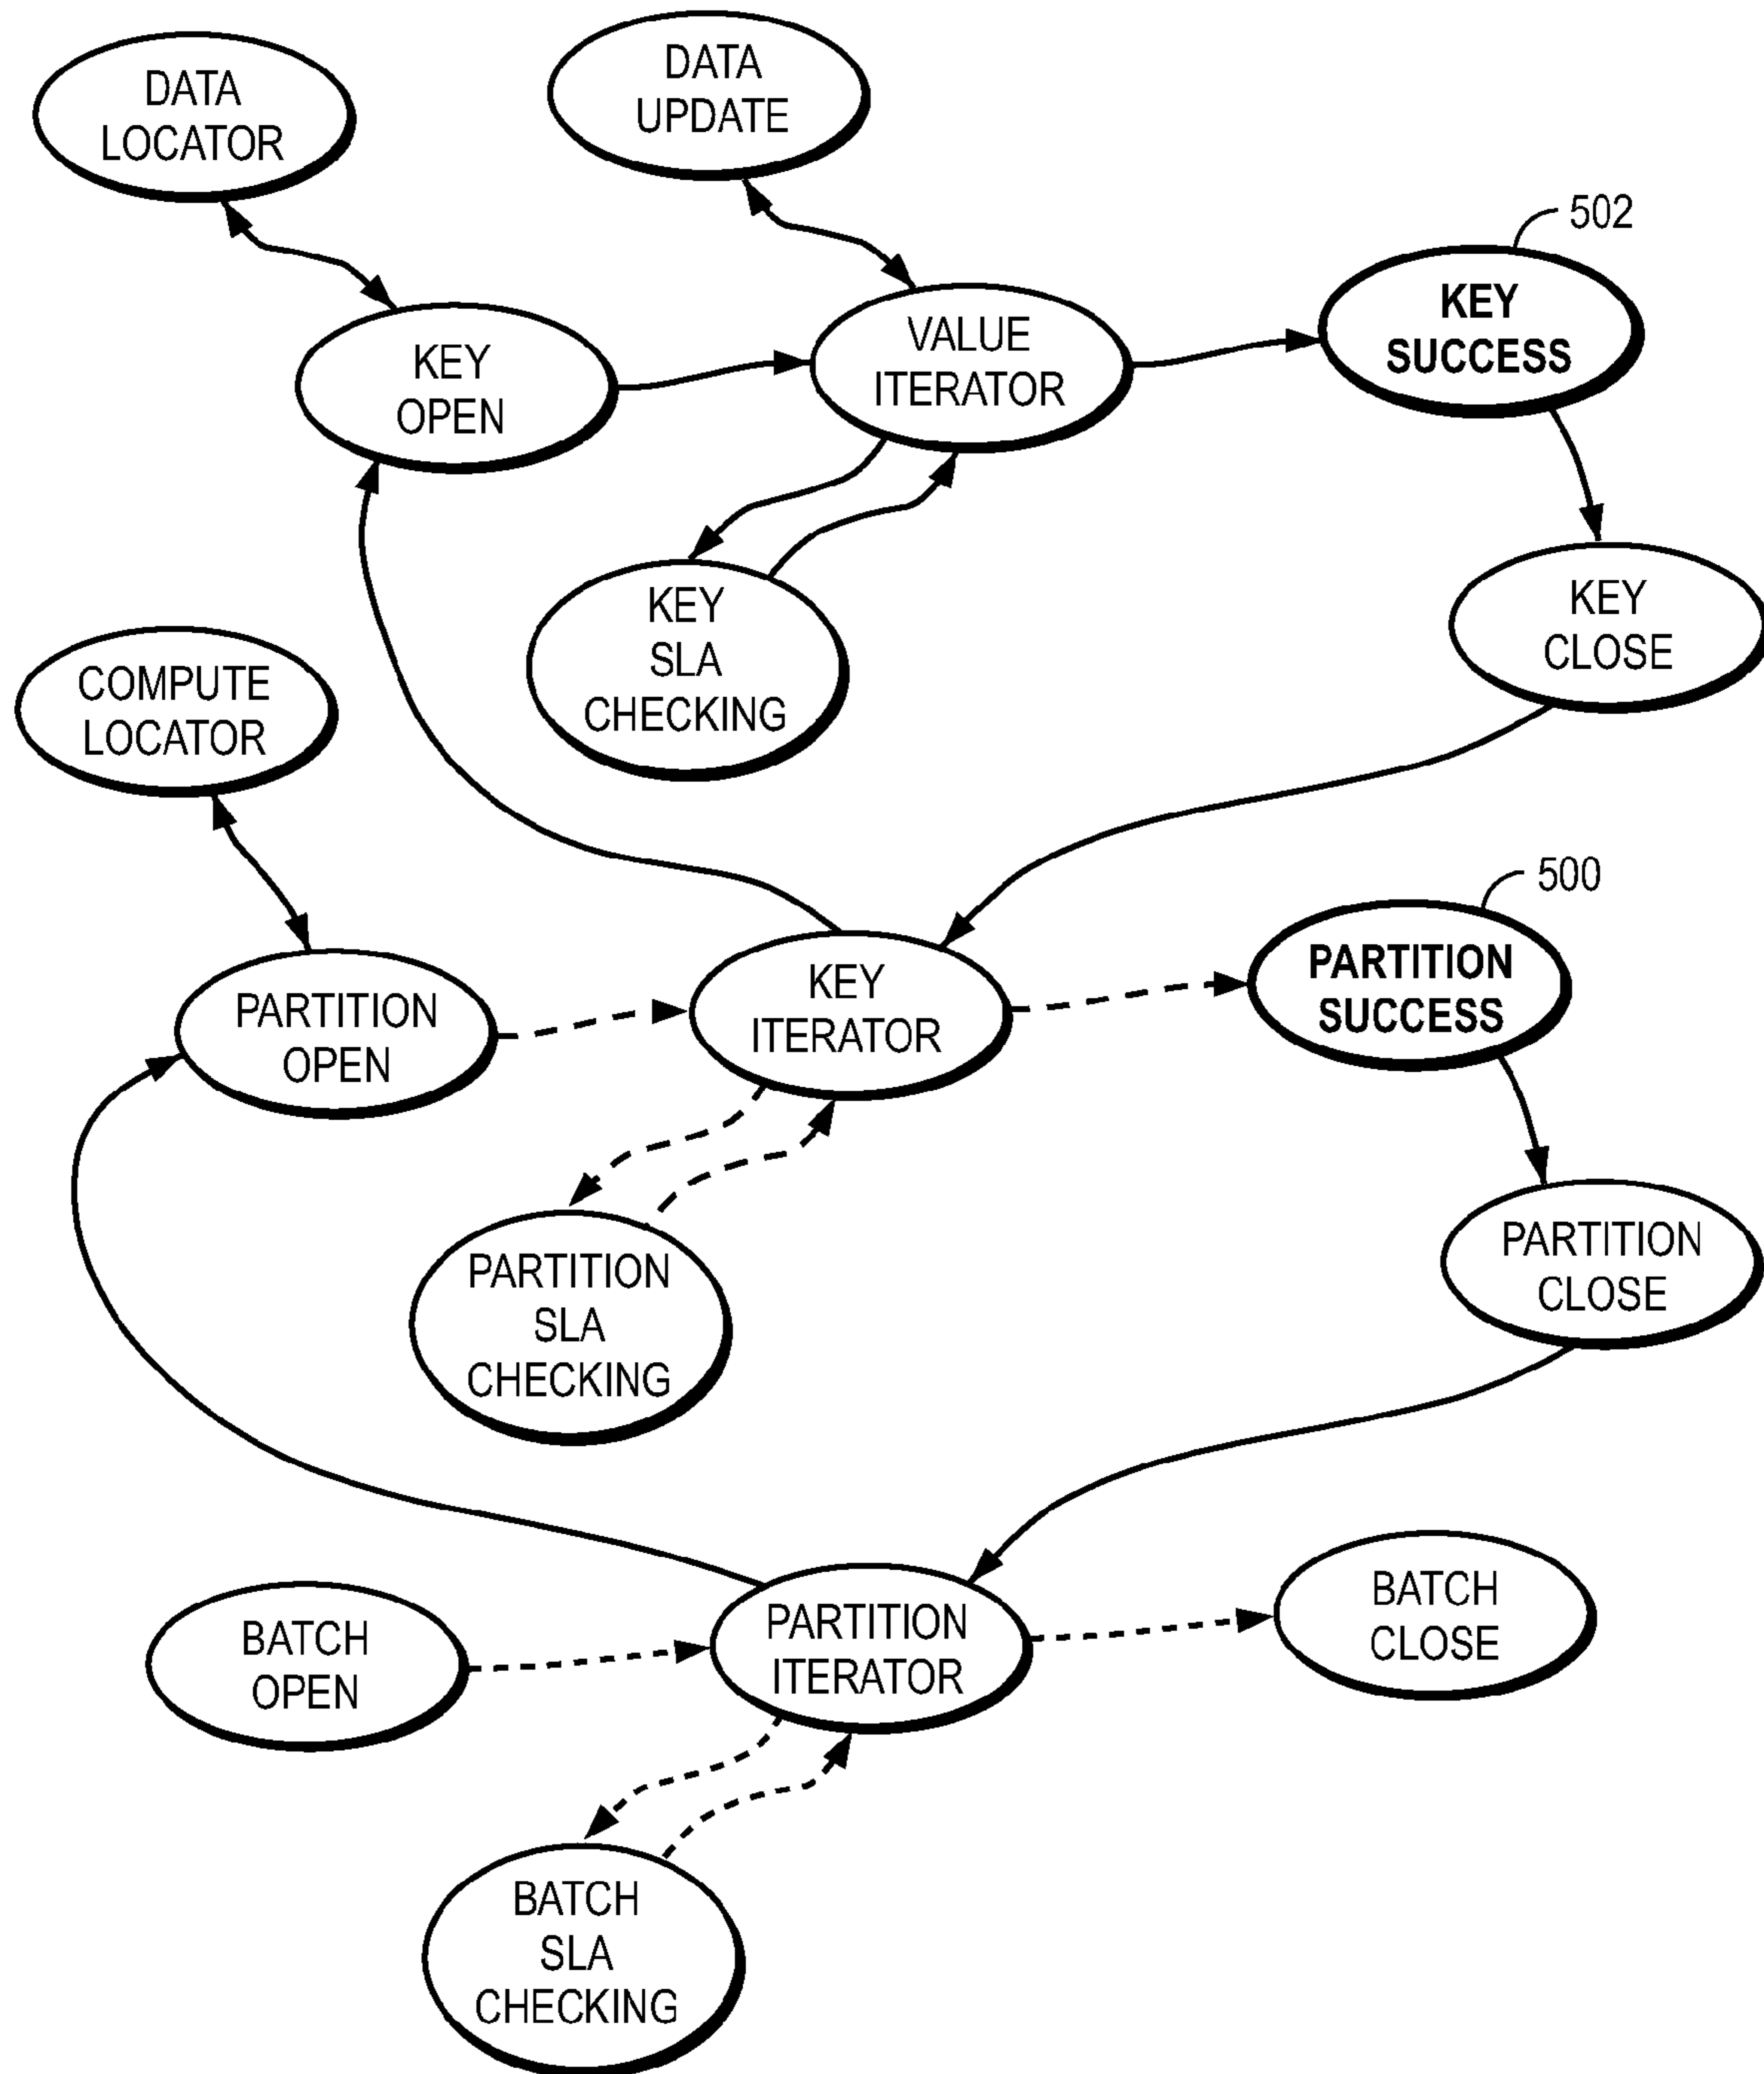 DATA
LOCATOR
DATA
UPDATE
502
KEY
SUCCESS
VALUE
ITERATOR
KEY
OPEN
KEY
SLA
CHECKING
KEY
CLOSE
COMPUTE
LOCATOR
500
PARTITION
SUCCESS
KEY
ITERATOR
PARTITION
OPEN
PARTITION
SLA
CHECKING
PARTITION
CLOSE
BATCH
OPEN
PARTITION
ITERATOR
BATCH
CLOSE
BATCH
SLA
CHECKING